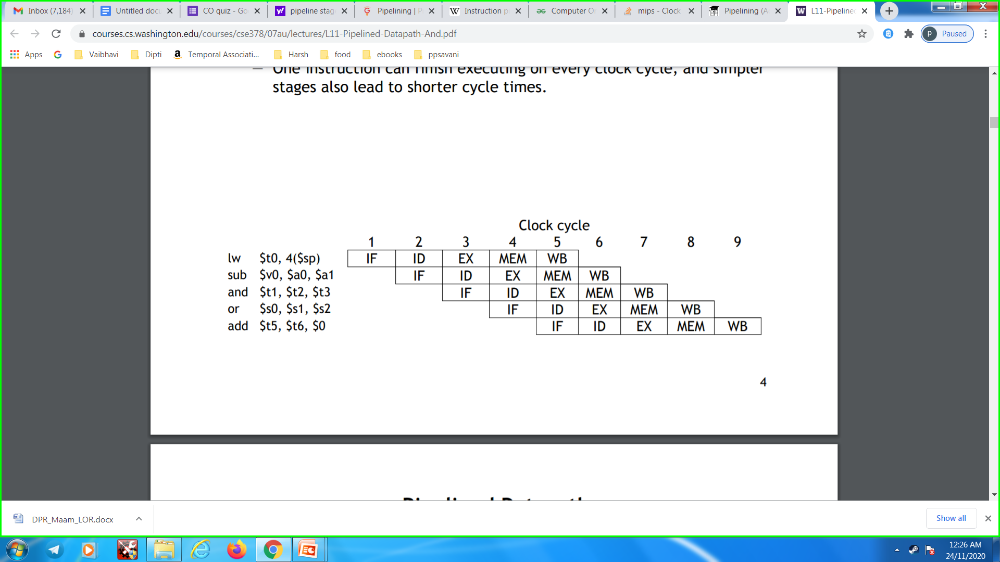 Inbox (7,184)
Untitled docu
CO quiz - Go
pipeline stag
Pipelining | P
Instruction p
Computer O
mips - Clock
Pipelining (A
L11-Pipeline
courses.cs.washington.edu/courses/cse378/07au/lectures/L11-Pipelined-Datapath-And.pdf
Paused
Apps Vaibhavi Dipti Temporal Associati... Harsh food ebooks ppsavani
— One instruction can finish executing on every clock cycle, and simpler
stages also lead to shorter cycle times.
Clock cycle
1 2 3 4 5 6 7 8 9
lw $t0, 4($sp) IF ID EX MEM WB
sub $v0, $a0, $a1 IF ID EX MEM WB
and $t1, $t2, $t3 IF ID EX MEM WB
or $s0, $s1, $s2 IF ID EX MEM WB
add $t5, $t6, $0 IF ID EX MEM WB
4
DPR_Maam_LOR.docx
Show all
12:26 AM
24/11/2020